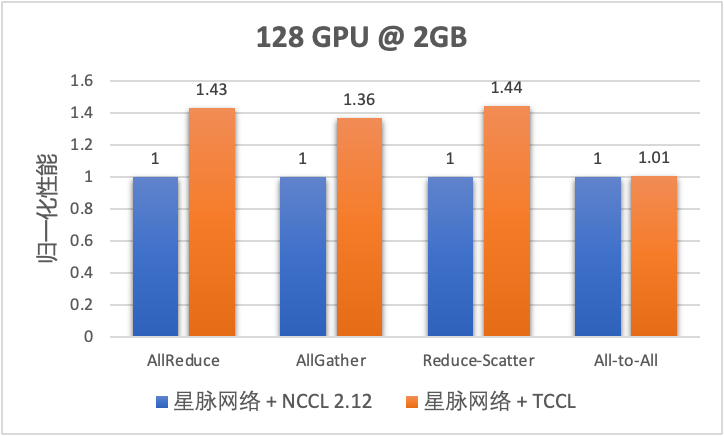 128 GPU @ 2GB
归一化性能
1.6
1.4
1.2
1
0.8
0.6
0.4
0.2
0
1
1.43
1
1.36
1
1.44
1
1.01
AllReduce
AllGather
Reduce-Scatter
All-to-All
星脉网络 + NCCL 2.12
星脉网络 + TCCL